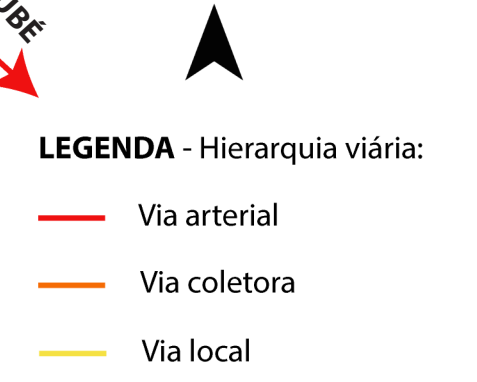 UBÉ
LEGENDA - Hierarquia viária:
Via arterial
Via coletora
Via local